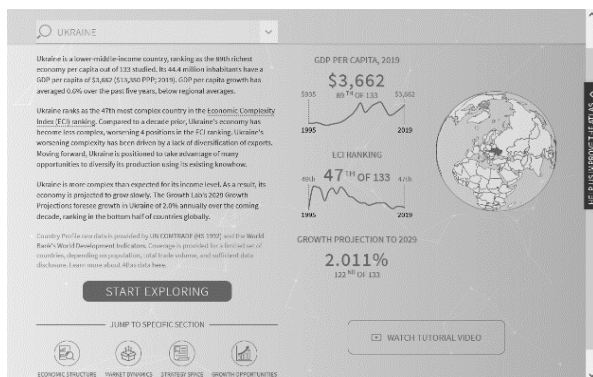 UKRAINE
Ukraine is a lower-middle-income country, ranking as the 89th richest
economy per capita out of 133 studied. Its 44.4 million inhabitants have a
GDP per capita of $3,662 ($13,350 PPP; 2019). GDP per capita growth has
averaged 0.6% over the past five years, below regional averages.
Ukraine ranks as the 47th most complex country in the Economic Complexity
Index (ECI) ranking. Compared to a decade prior, Ukraine's economy has
become less complex, worsening 4 positions in the ECI ranking. Ukraine's
worsening complexity has been driven by a lack of diversification of exports.
Moving forward, Ukraine is positioned to take advantage of many
opportunities to diversify its production using its existing knowhow.
Ukraine is more complex than expected for its income level. As a result, its
economy is projected to grow slowly. The Growth Lab's 2029 Growth
Projections foresee growth in Ukraine of 2.0% annually over the coming
decade, ranking in the bottom half of countries globally.
Country Profile raw data is provided by UN COMTRADE (HS 1992) and the World
Bank's World Development Indicators. Coverage is provided for a limited set of
countries, depending on population, total trade volume, and sufficient data
disclosure. Learn more about Atlas data here.
START EXPLORING
JUMP TO SPECIFIC SECTION
ECONOMIC STRUCTURE MARKET DYNAMICS STRATEGY SPACE GROWTH OPPORTUNITIES
GDP PER CAPITA, 2019
$3,662
$935 89TH OF 133 $3,662
1995 2019
ECI RANKING
47TH OF 133 47th
1995 2019
GROWTH PROJECTION TO 2029
2.011%
122ND OF 133
WATCH TUTORIAL VIDEO
HELP US IMPROVE THE ATLAS